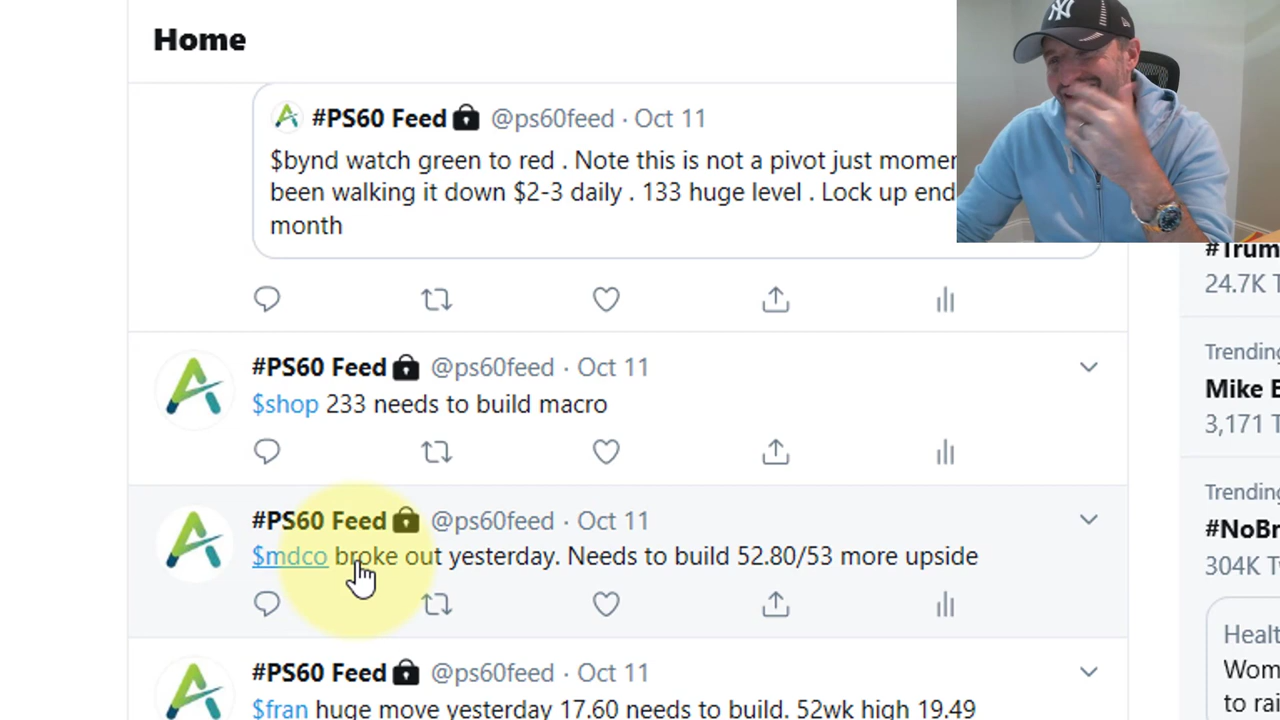 Home
#PS60 Feed @ps60feed · Oct 11
$bynd watch green to red . Note this is not a pivot just
been walking it down $2-3 daily . 133 huge level . Lock up end
month
#PS60 Feed @ps60feed · Oct 11
$shop 233 needs to build macro
#PS60 Feed @ps60feed · Oct 11
$mdco broke out yesterday. Needs to build 52.80/53 more upside
#PS60 Feed @ps60feed · Oct 11
$fran huge move yesterday 17.60 needs to build. 52wk high 19.49
#Trum
24.7K T
Trending
Mike E
3,171 T
Trending
#NoBr
304K Tw
Healt
Wom
to rai
NY